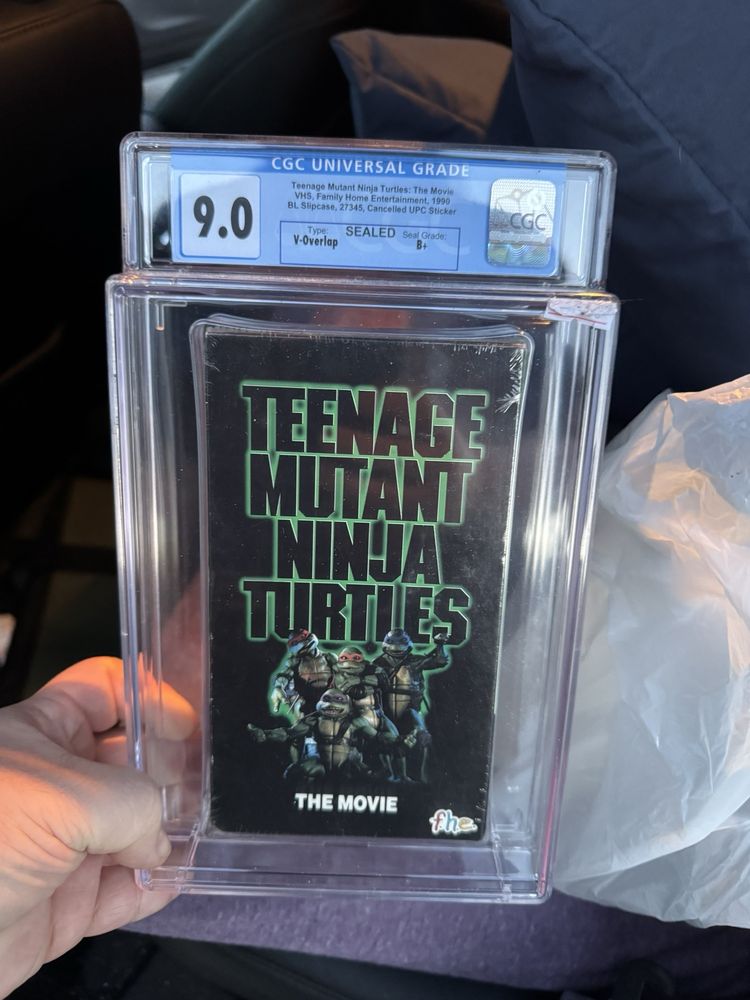 CGC UNIVERSAL GRADE
9.0
Teenage Mutant Ninja Turtles: The Movie
VHS, Family Home Entertainment, 1990
BL Slipcase, 27345, Cancelled UPC Sticker
Type: SEALED Seal Grade:
V-Overlap B+
CGC
TEENAGE
MUTANT
NINJA
TURTLES
THE MOVIE
fhe